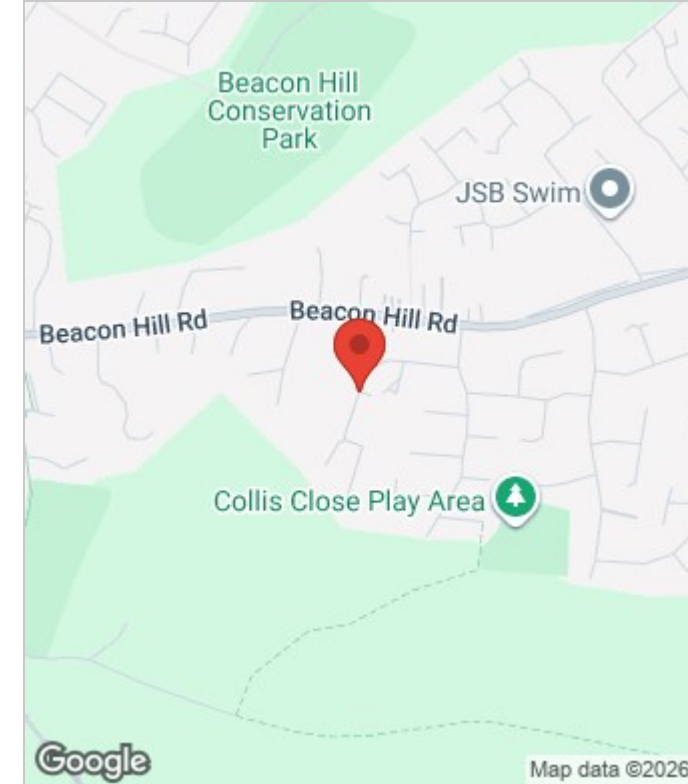 Beacon Hill
Conservation
Park
JSB Swim
Beacon Hill Rd
Beacon Hill Rd
Collis Close Play Area
Google
Map data ©2026